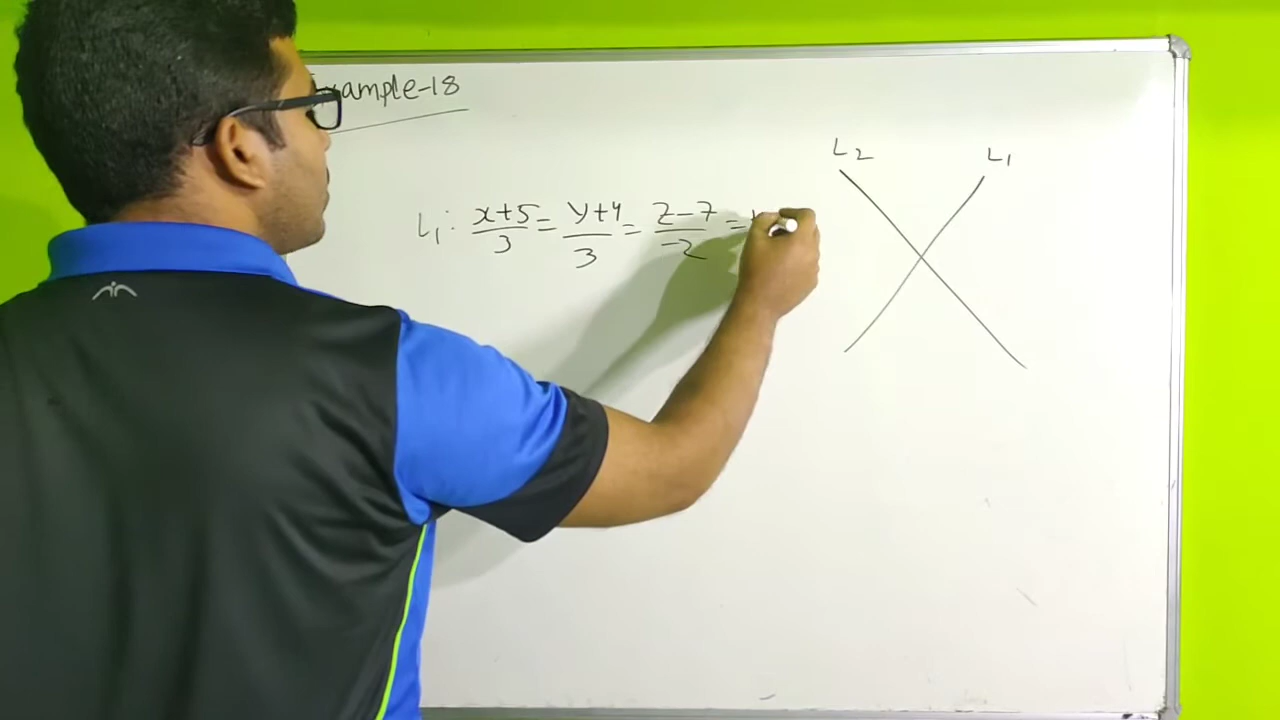 Example-18
L₂ L₁
L₁: (x+5)/3 = (y+4)/3 = (z-7)/-2 =